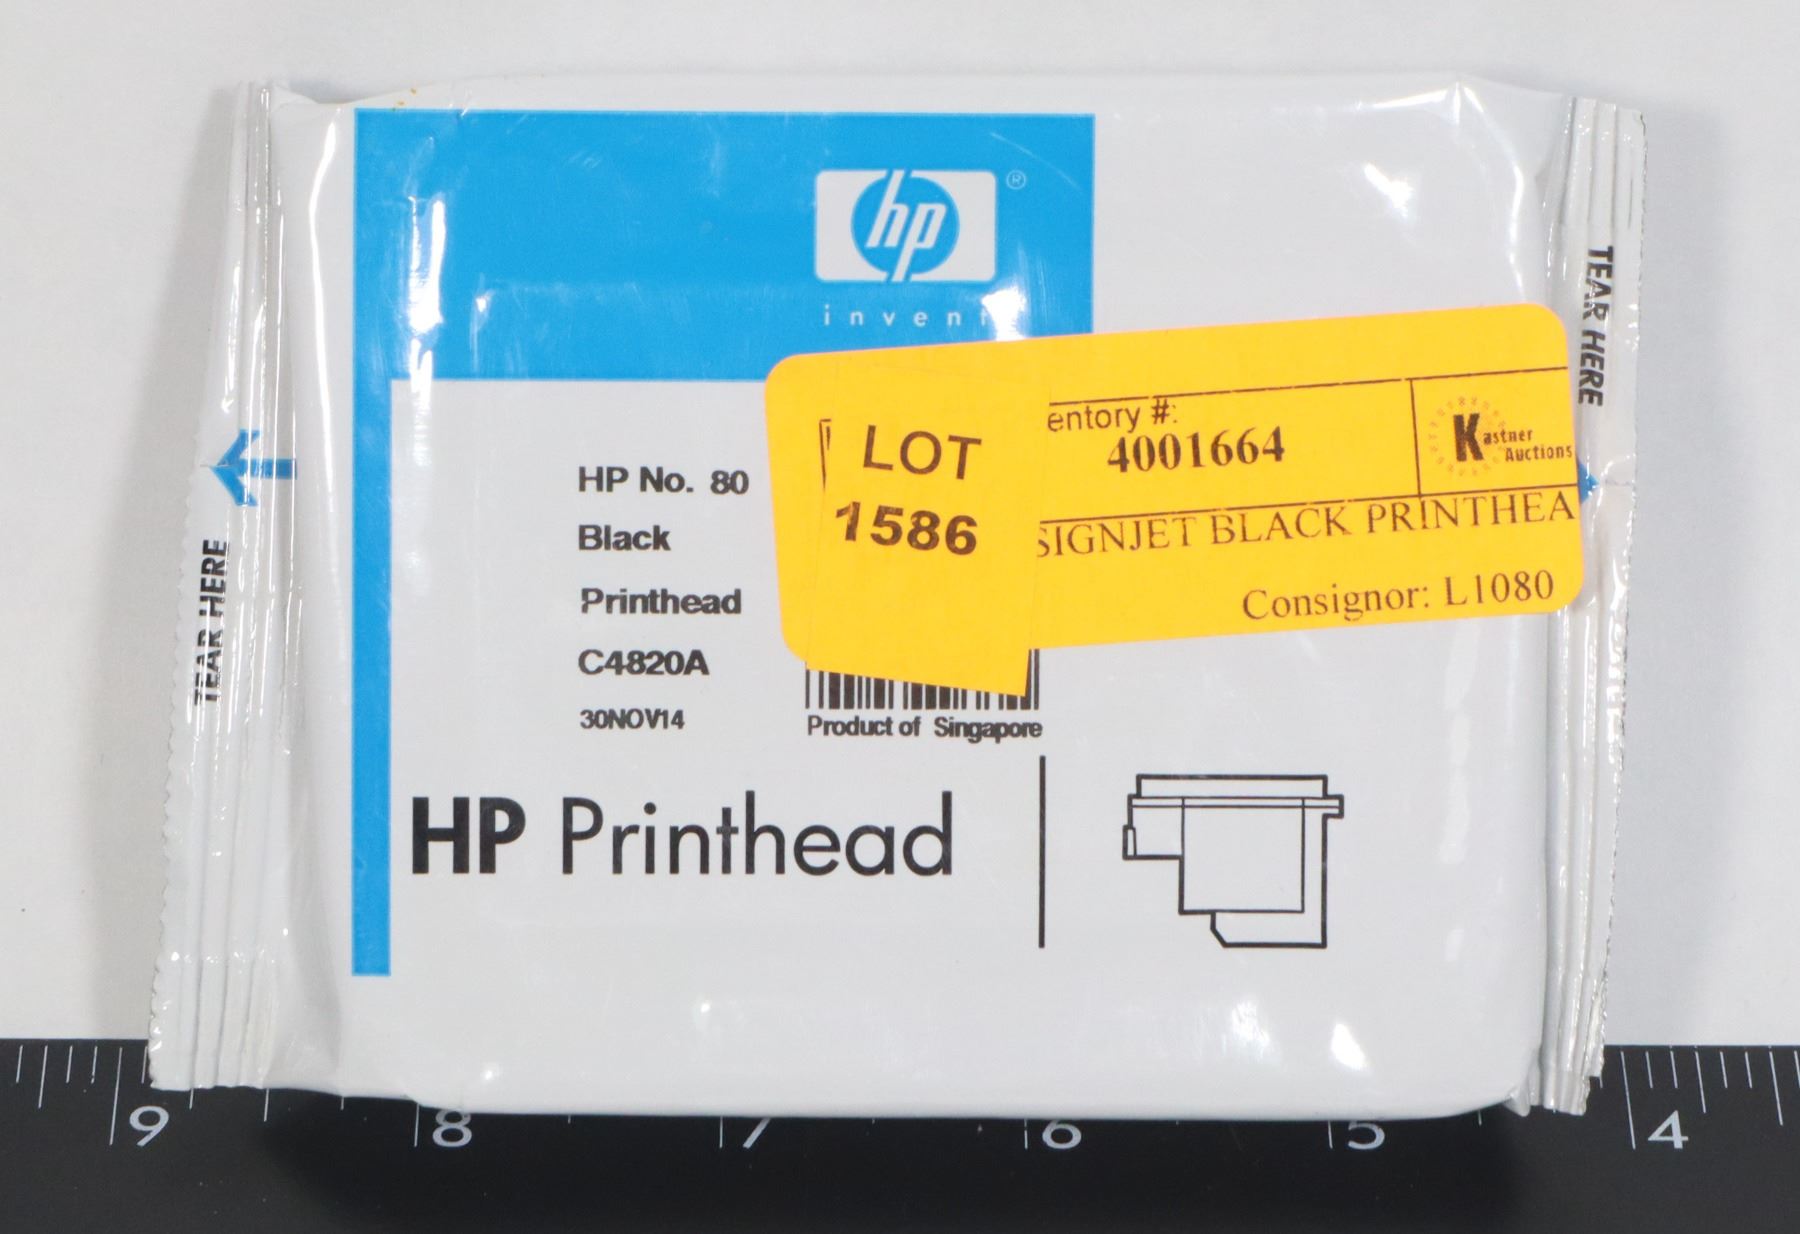 hp ®
invent
TEAR HERE
TEAR HERE
HP No. 80
Black
Printhead
C4820A
30NOV14
LOT
1586
entory #:
4001664
Kastner
Auctions
SIGNJET BLACK PRINTHEA
Consignor: L1080
Product of Singapore
HP Printhead
9 8 7 6 5 4